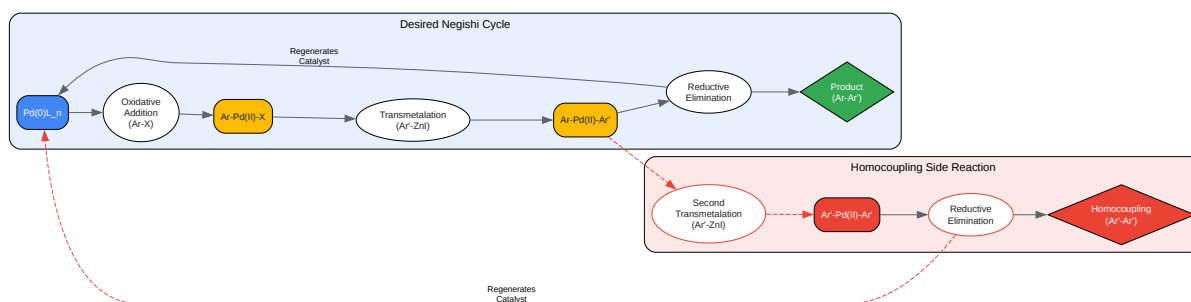 Desired Negishi Cycle
Regenerates
Catalyst
Pd(0)L_n
Oxidative
Addition
(Ar-X)
Ar-Pd(II)-X
Transmetalation
(Ar'-ZnI)
Ar-Pd(II)-Ar'
Reductive
Elimination
Product
(Ar-Ar')
Homocoupling Side Reaction
Second
Transmetalation
(Ar'-ZnI)
Ar'-Pd(II)-Ar'
Reductive
Elimination
Homocoupling
(Ar'-Ar')
Regenerates
Catalyst